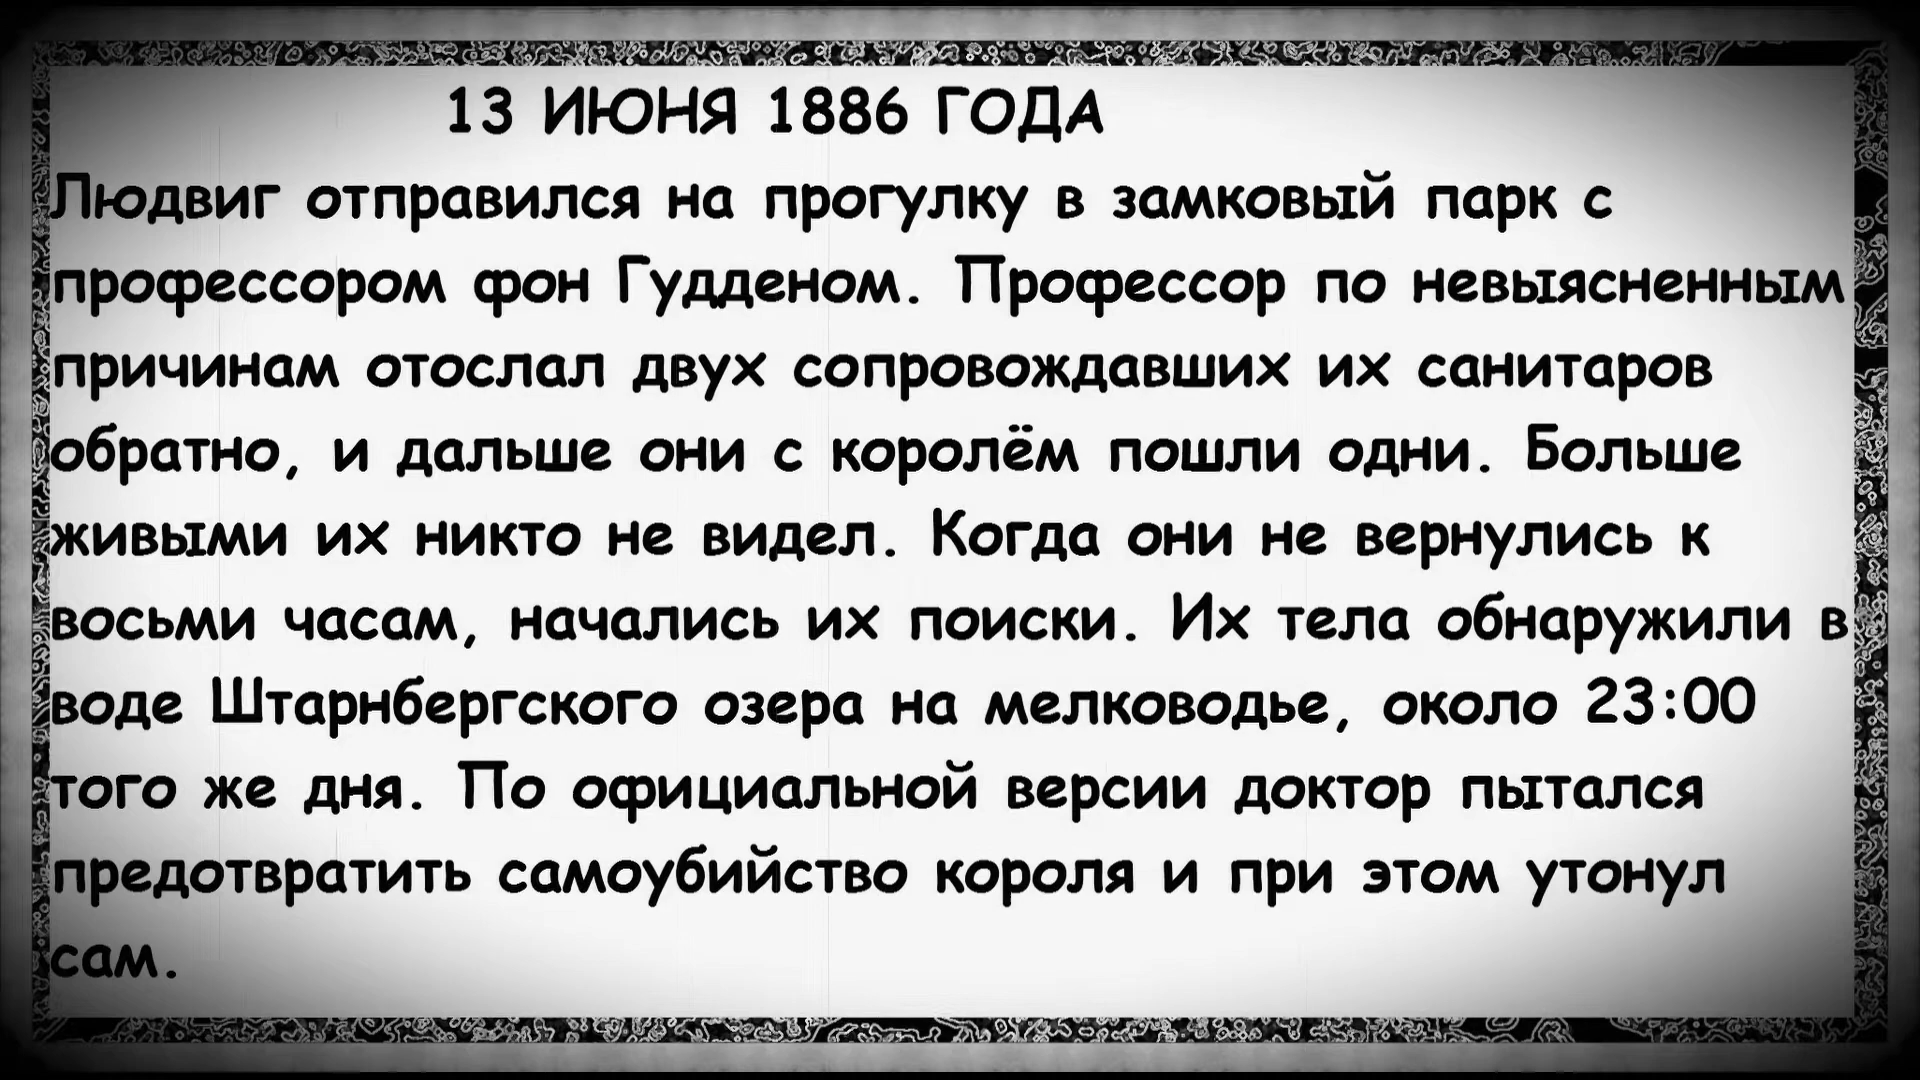 13 ИЮНЯ 1886 ГОДА
Людвиг отправился на прогулку в замковый парк с
профессором фон Гудденом. Профессор по невыясненным
причинам отослал двух сопровождавших их санитаров
обратно, и дальше они с королём пошли одни. Больше
живыми их никто не видел. Когда они не вернулись к
восьми часам, начались их поиски. Их тела обнаружили в
воде Штарнбергского озера на мелководье, около 23:00
того же дня. По официальной версии доктор пытался
предотвратить самоубийство короля и при этом утонул
сам.